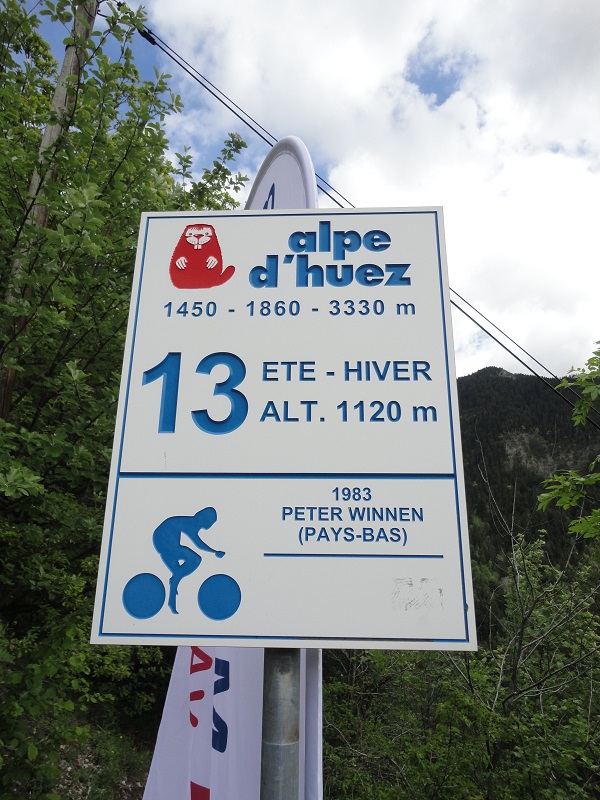 alpe
d'huez
1450 - 1860 - 3330 m
13 ETE - HIVER
ALT. 1120 m
1983
PETER WINNEN
(PAYS-BAS)